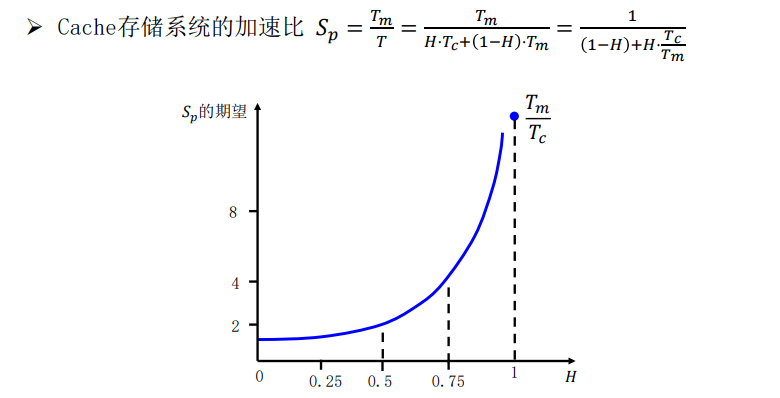 ➢ Cache存储系统的加速比 $S_p = \frac{T_m}{T} = \frac{T_m}{H \cdot T_c + (1-H) \cdot T_m} = \frac{1}{(1-H) + H \cdot \frac{T_c}{T_m}}$
$S_p$的期望
$\frac{T_m}{T_c}$
8
4
2
0 0.25 0.5 0.75 1 H